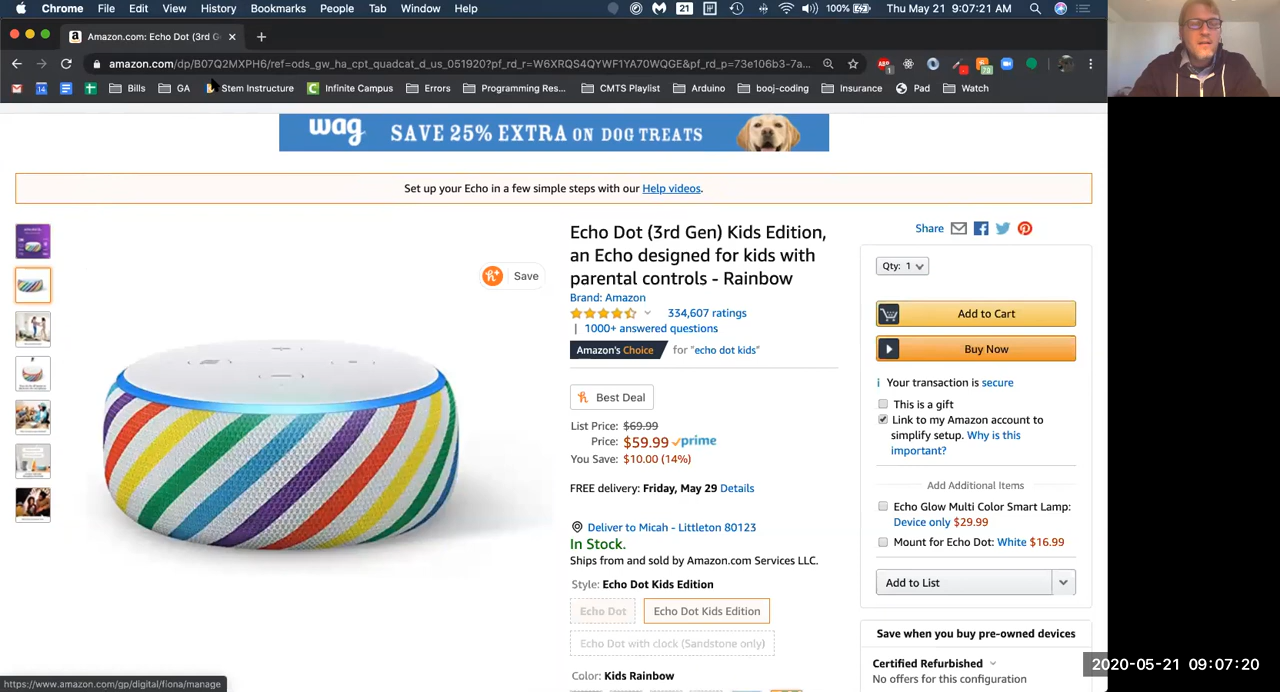 Chrome File Edit View History Bookmarks People Tab Window Help 21 100% Thu May 21 9:07:21 AM
Amazon.com: Echo Dot (3rd G
amazon.com/dp/B07Q2MXPH6/ref=ods_gw_ha_cpt_quadcat_d_us_051920?pf_rd_r=W6XRQS4QYWF1YA70WQGE&pf_rd_p=73e106b3-7a...
Bills GA Stem Instructure Infinite Campus Errors Programming Res... CMTS Playlist Arduino booj-coding Insurance Pad Watch
wag SAVE 25% EXTRA ON DOG TREATS
Set up your Echo in a few simple steps with our Help videos.
Save
Echo Dot (3rd Gen) Kids Edition,
an Echo designed for kids with
parental controls - Rainbow
Brand: Amazon
334,607 ratings
| 1000+ answered questions
Amazon's Choice for "echo dot kids"
Best Deal
List Price: $69.99
Price: $59.99 prime
You Save: $10.00 (14%)
FREE delivery: Friday, May 29 Details
Deliver to Micah - Littleton 80123
In Stock.
Ships from and sold by Amazon.com Services LLC.
Style: Echo Dot Kids Edition
Echo Dot Echo Dot Kids Edition
Echo Dot with clock (Sandstone only)
Color: Kids Rainbow
Share
Qty: 1
Add to Cart
Buy Now
Your transaction is secure
This is a gift
Link to my Amazon account to
simplify setup. Why is this
important?
Add Additional Items
Echo Glow Multi Color Smart Lamp:
Device only $29.99
Mount for Echo Dot: White $16.99
Add to List
Save when you buy pre-owned devices
Certified Refurbished
No offers for this configuration
2020-05-21 09:07:20
https://www.amazon.com/gp/digital/fiona/manage